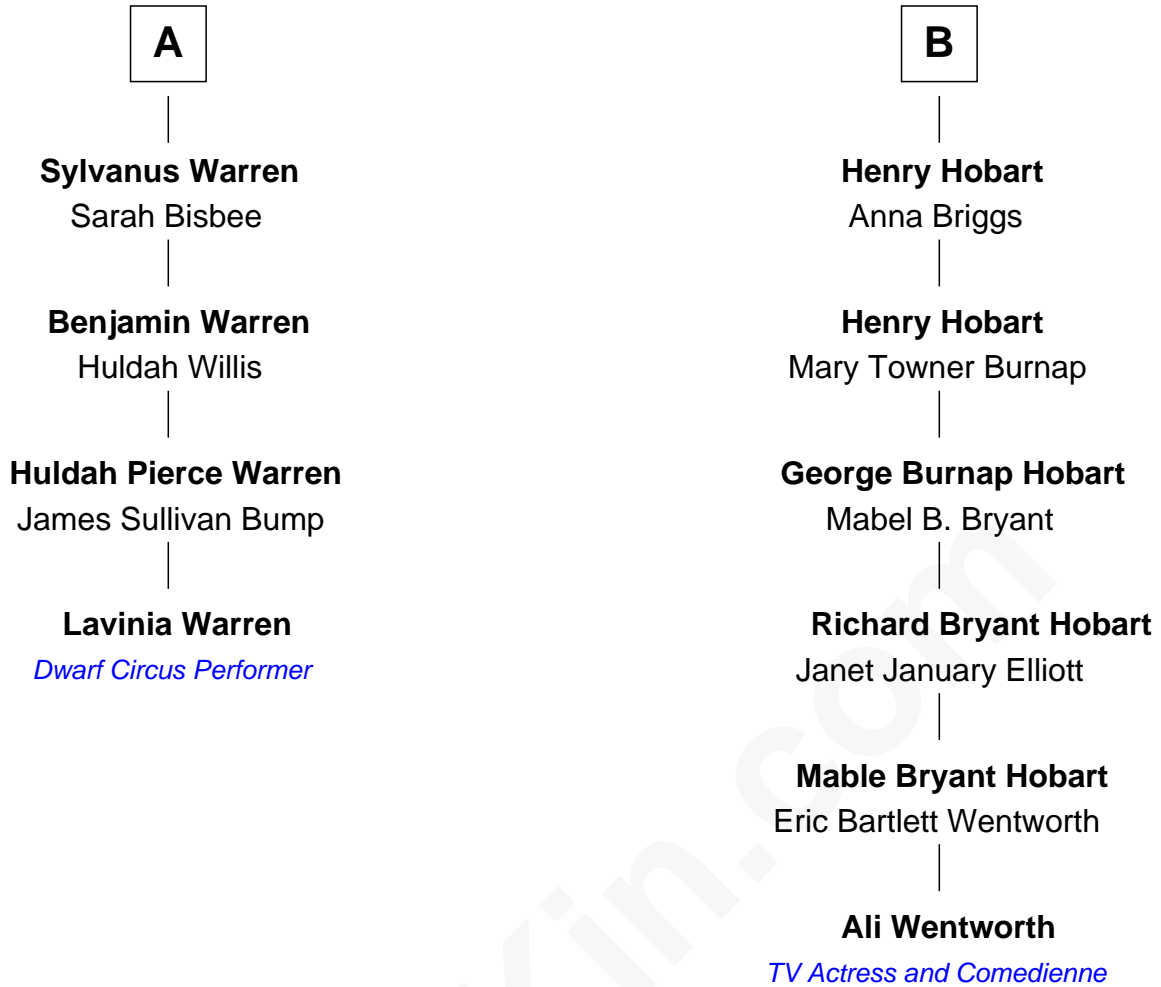 A
Sylvanus Warren
Sarah Bisbee
Benjamin Warren
Huldah Willis
Huldah Pierce Warren
James Sullivan Bump
Lavinia Warren
Dwarf Circus Performer
B
Henry Hobart
Anna Briggs
Henry Hobart
Mary Towner Burnap
George Burnap Hobart
Mabel B. Bryant
Richard Bryant Hobart
Janet January Elliott
Mable Bryant Hobart
Eric Bartlett Wentworth
Ali Wentworth
TV Actress and Comedienne
Kin.com